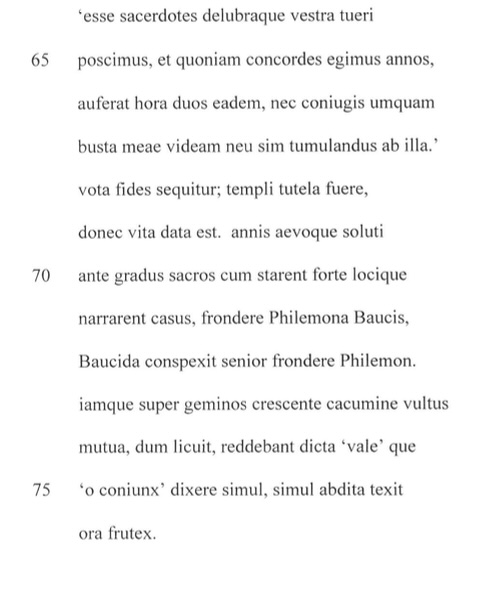 ‘esse sacerdotes delubraque vestra tueri
65 poscimus, et quoniam concordes egimus annos,
auferat hora duos eadem, nec coniugis umquam
busta meae videam neu sim tumulandus ab illa.’
vota fides sequitur; templi tutela fuere,
donec vita data est. annis aevoque soluti
70 ante gradus sacros cum starent forte locique
narrarent casus, frondere Philemona Baucis,
Baucida conspexit senior frondere Philemon.
iamque super geminos crescente cacumine vultus
mutua, dum licuit, reddebant dicta ‘vale’ que
75 ‘o coniunx’ dixere simul, simul abdita texit
ora frutex.